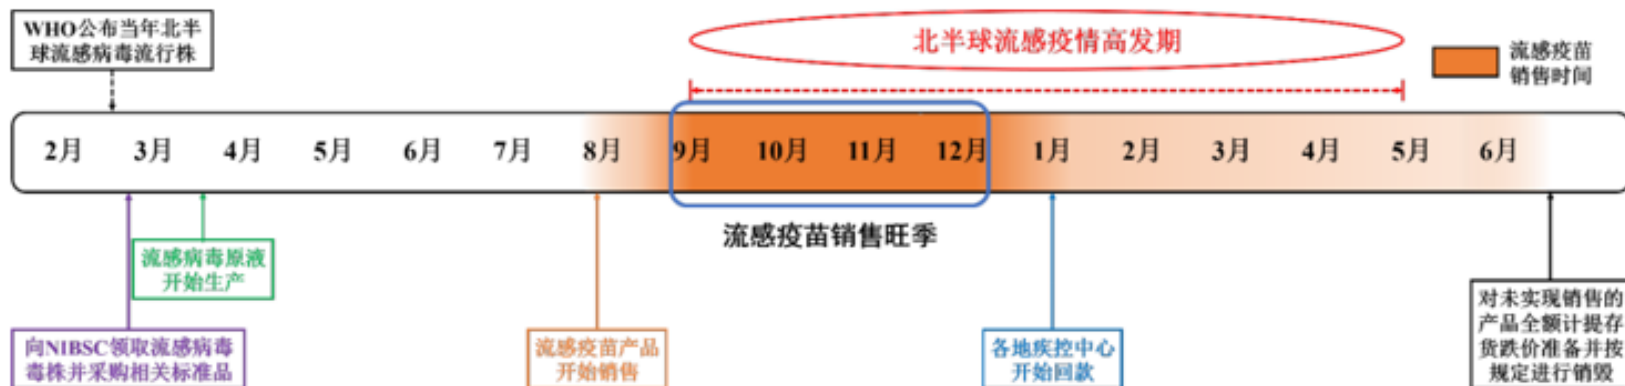 WHO公布当年北半
球流感病毒流行株
北半球流感疫情高发期
流感疫苗
销售时间
2月 3月 4月 5月 6月 7月 8月 9月 10月 11月 12月 1月 2月 3月 4月 5月 6月
流感疫苗销售旺季
流感病毒原液
开始生产
向NIBSC领取流感病毒
毒株并采购相关标准品
流感疫苗产品
开始销售
各地疾控中心
开始回款
对未实现销售的
产品全额计提存
货跌价准备并按
规定进行销毁